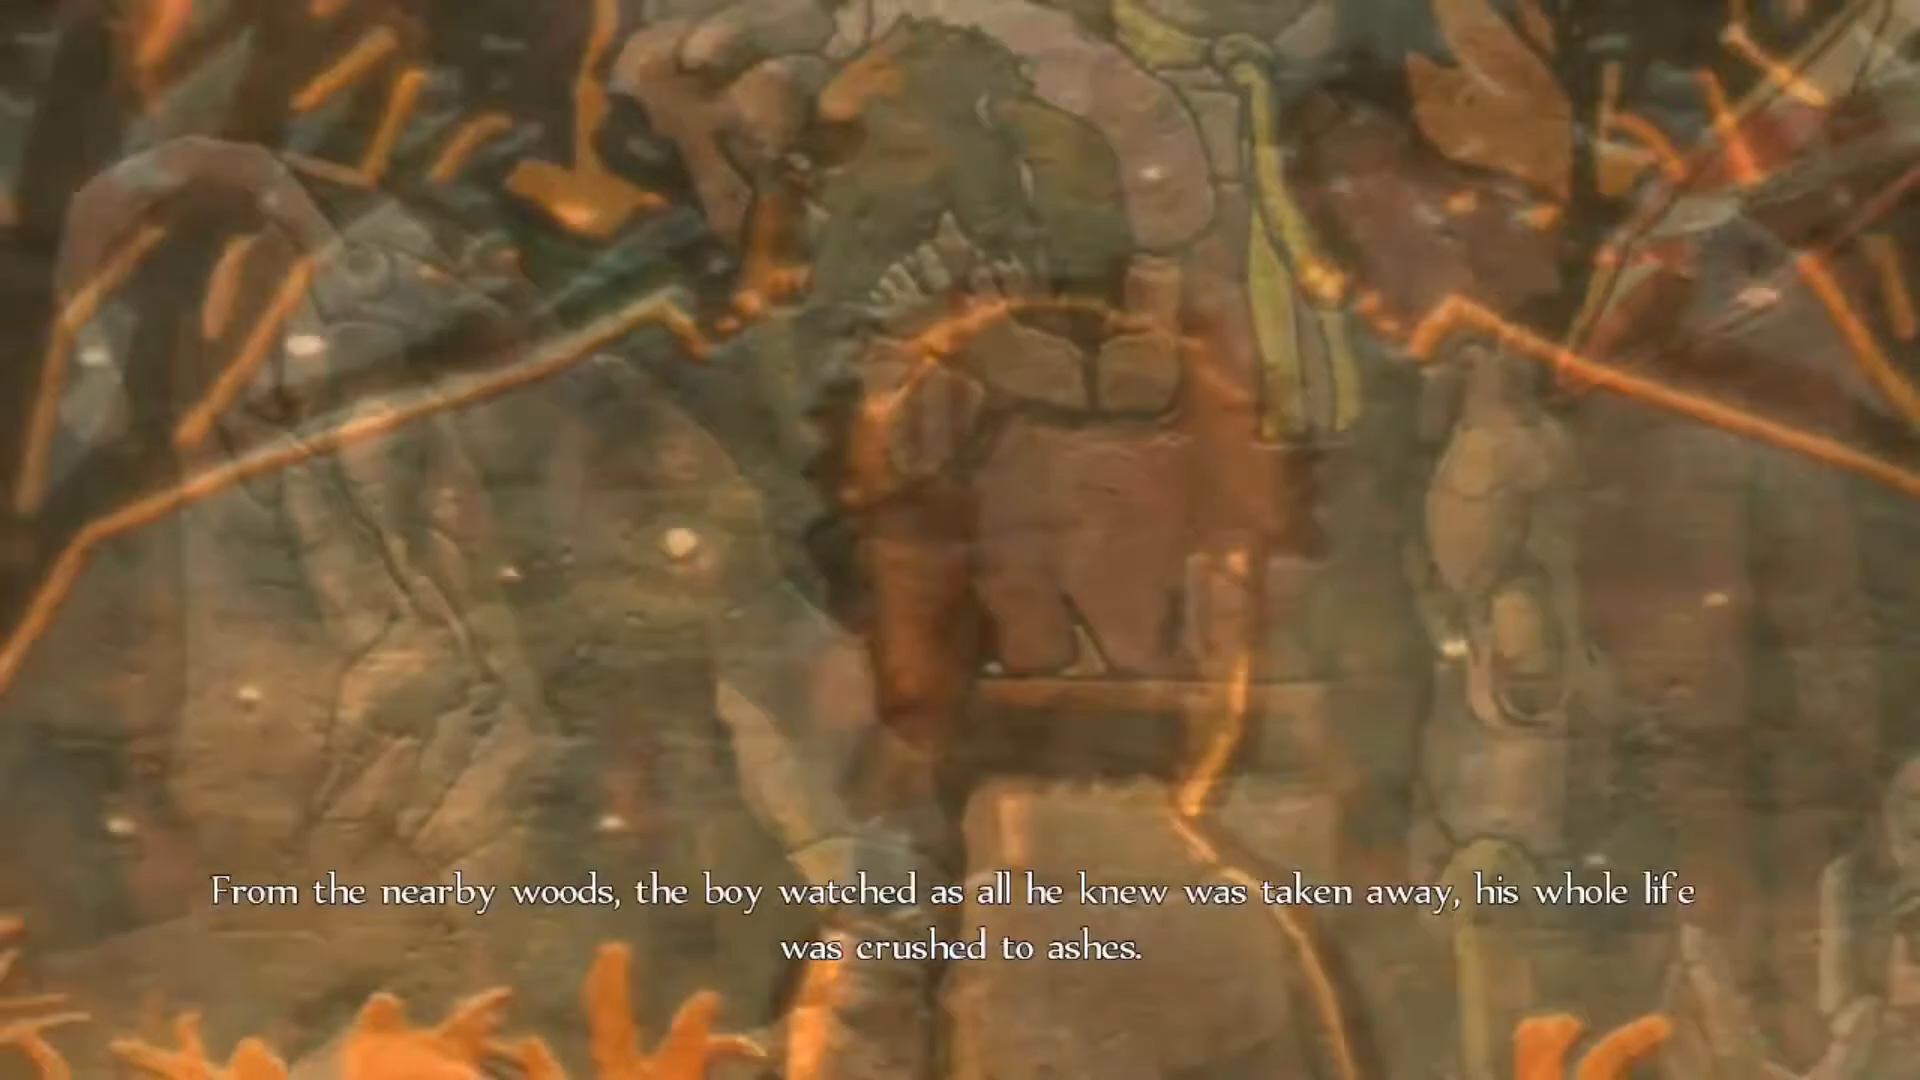 From the nearby woods, the boy watched as all he knew was taken away, his whole life
was crushed to ashes.